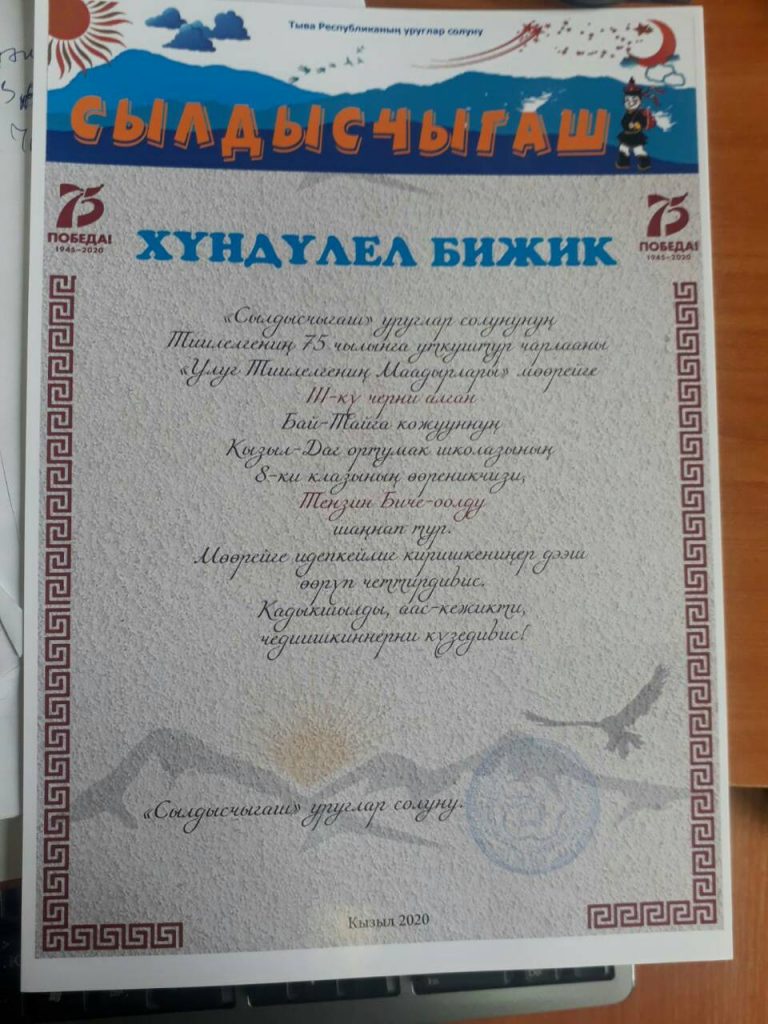 Тыва Республиканың уруглар солуну
СЫЛДЫСЧЫГАШ
75
ПОБЕДА!
1945–2020
75
ПОБЕДА!
1945–2020
ХҮНДҮЛЕЛ БИЖИК
«Сылдысчыгаш» уруглар солунунуң
Тиилелгениң 75 чылынга уткуштур чарлааны
«Улуг Тиилелгениң Маадырлары» мөөрейге
III-кү черни алган
Бай-Тайга кожууннуң
Кызыл-Даг ортумак школазының
8-ки клазының өөреникчизи,
Тензин Биче-оолду
шаңнап тур.
Мөөрейге идепкейлиг киришкениңер дээш
өөрүп четтирдивис.
Кадыкшылды, аас-кежикти,
чедиишкиннерни күзедивис!
«Сылдысчыгаш» уруглар солуну.
Кызыл 2020